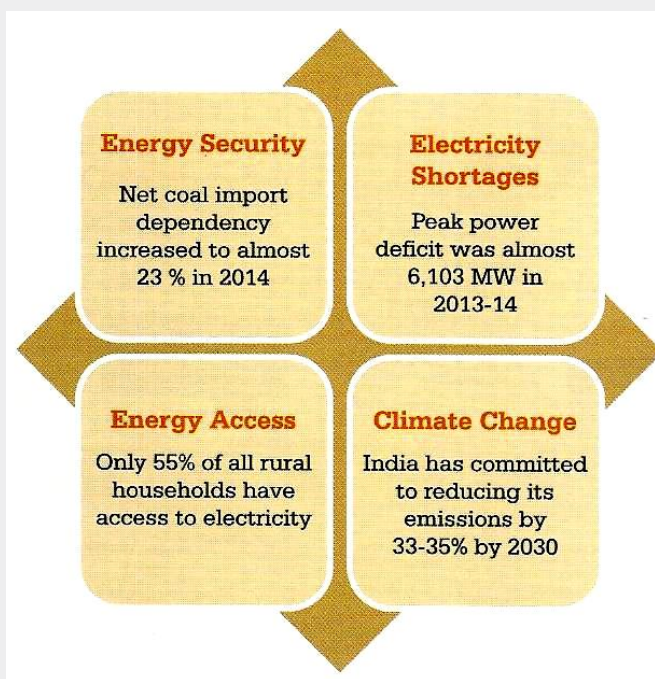 Energy Security
Net coal import
dependency
increased to almost
23 % in 2014
Electricity
Shortages
Peak power
deficit was almost
6,103 MW in
2013-14
Energy Access
Only 55% of all rural
households have
access to electricity
Climate Change
India has committed
to reducing its
emissions by
33-35% by 2030